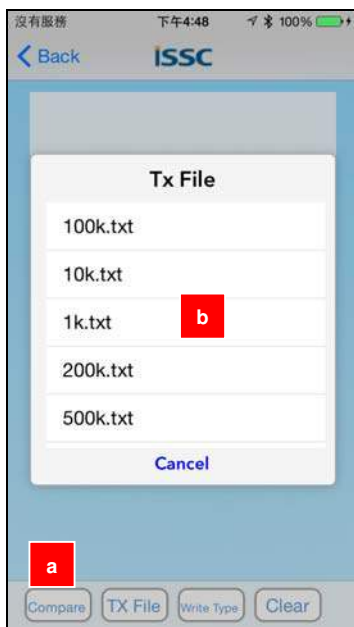 沒有服務 下午4:48 100%
Back ISSC
Tx File
100k.txt
10k.txt
1k.txt
b
200k.txt
500k.txt
Cancel
a
Compare TX File Write Type Clear